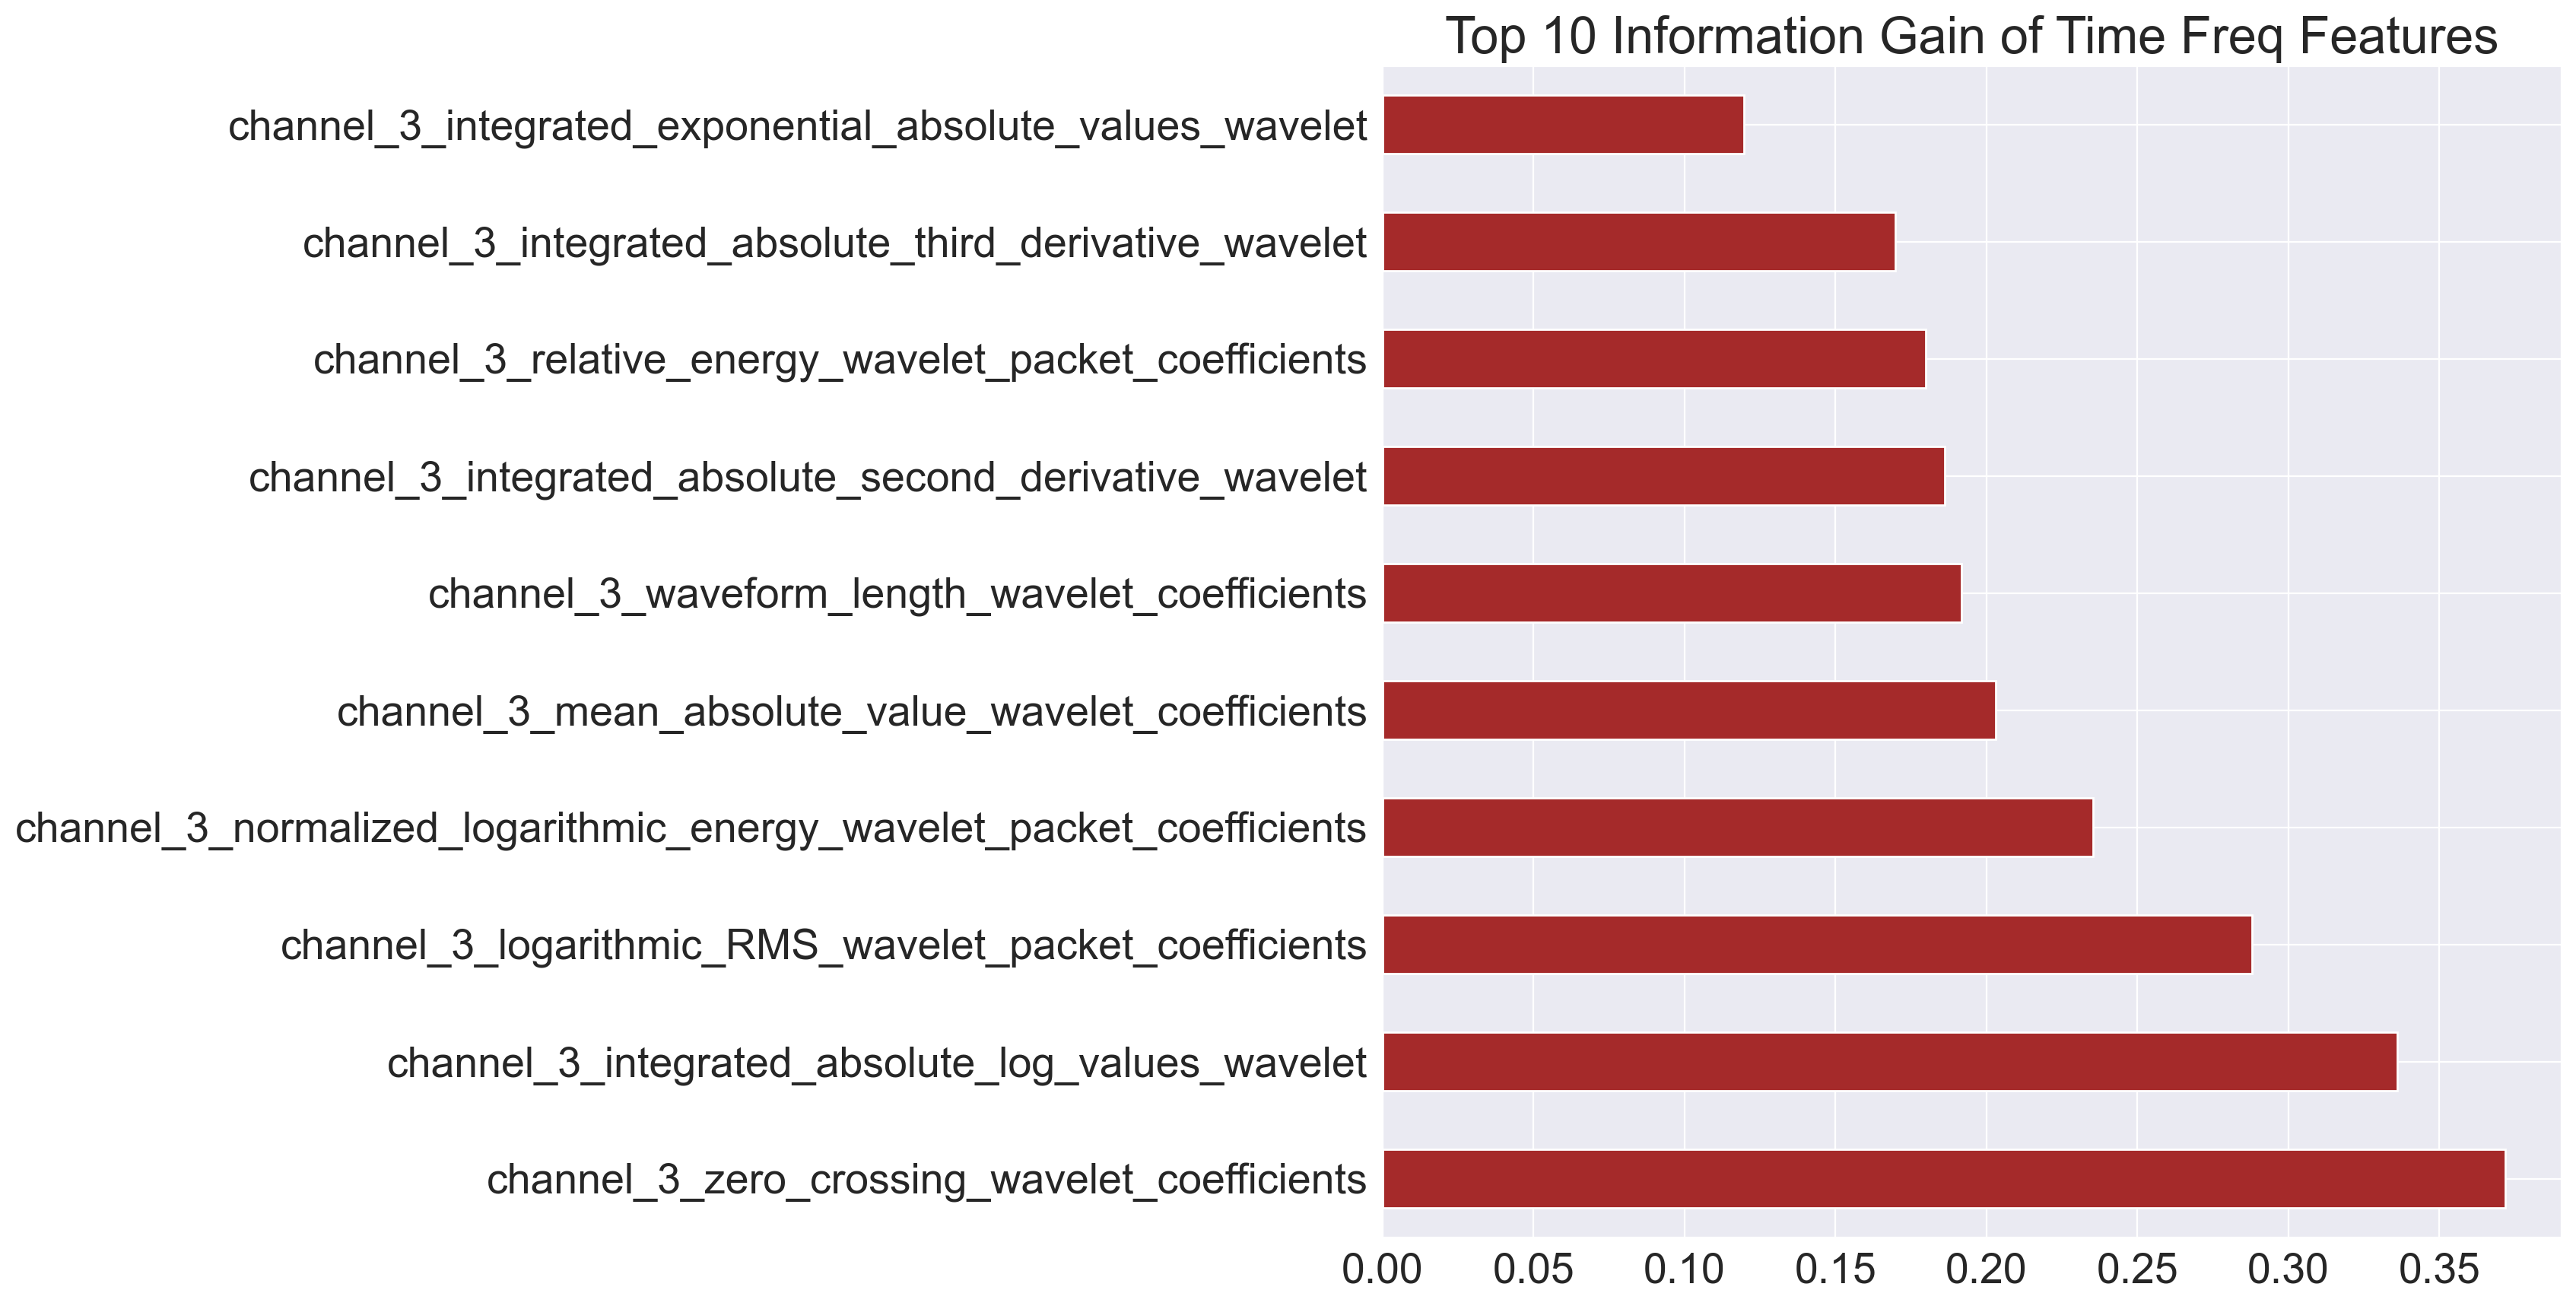 Top 10 Information Gain of Time Freq Features
channel_3_integrated_exponential_absolute_values_wavelet
channel_3_integrated_absolute_third_derivative_wavelet
channel_3_relative_energy_wavelet_packet_coefficients
channel_3_integrated_absolute_second_derivative_wavelet
channel_3_waveform_length_wavelet_coefficients
channel_3_mean_absolute_value_wavelet_coefficients
channel_3_normalized_logarithmic_energy_wavelet_packet_coefficients
channel_3_logarithmic_RMS_wavelet_packet_coefficients
channel_3_integrated_absolute_log_values_wavelet
channel_3_zero_crossing_wavelet_coefficients
0.00 0.05 0.10 0.15 0.20 0.25 0.30 0.35